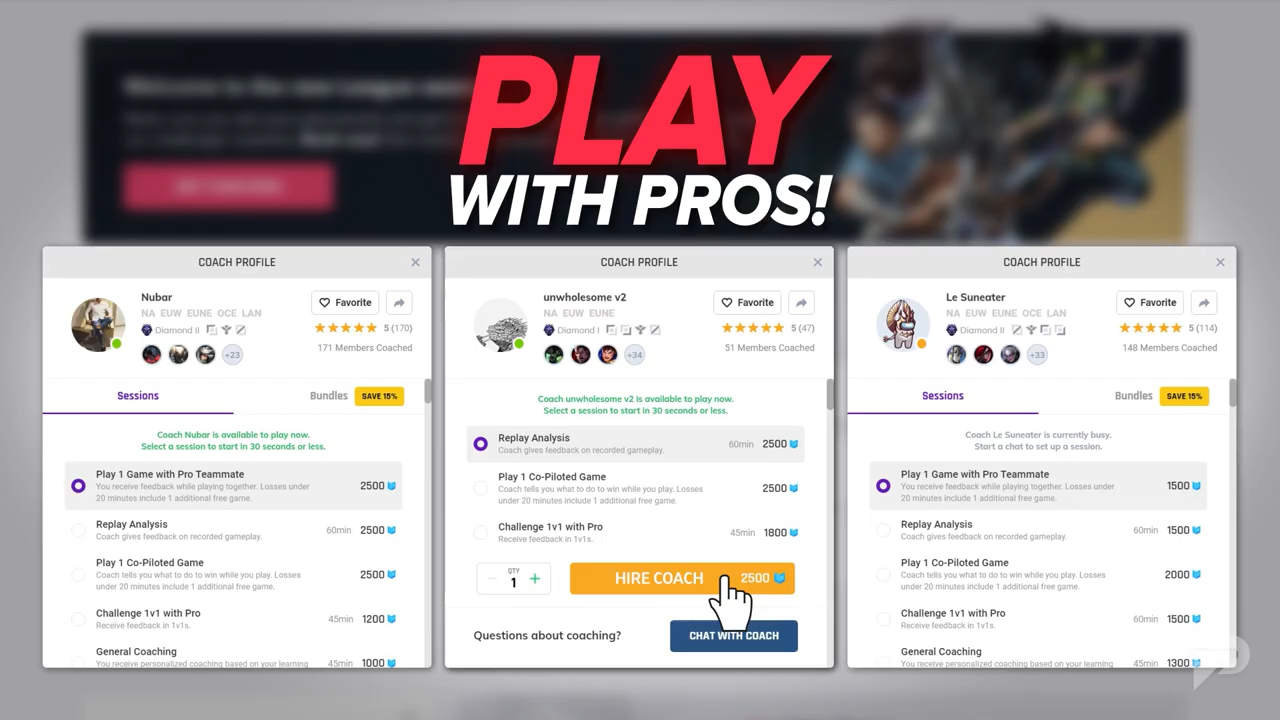 PLAY
WITH PROS!
COACH PROFILE
Nubar
Favorite
NA EUW EUNE OCE LAN
Diamond II
5 (170)
+23
171 Members Coached
Sessions
Bundles
SAVE 15%
Coach Nubar is available to play now.
Select a session to start in 30 seconds or less.
Play 1 Game with Pro Teammate
You receive feedback while playing together. Losses under
20 minutes include 1 additional free game.
2500
Replay Analysis
Coach gives feedback on recorded gameplay.
60min 2500
Play 1 Co-Piloted Game
Coach tells you what to do to win while you play. Losses
under 20 minutes include 1 additional free game.
2500
Challenge 1v1 with Pro
Receive feedback in 1v1s.
45min 1200
General Coaching
You receive personalized coaching based on your learning
45min 1000
COACH PROFILE
unwholesome v2
Favorite
NA EUW EUNE
Diamond I
5 (47)
+34
51 Members Coached
Coach unwholesome v2 is available to play now.
Select a session to start in 30 seconds or less.
Replay Analysis
Coach gives feedback on recorded gameplay.
60min 2500
Play 1 Co-Piloted Game
Coach tells you what to do to win while you play. Losses
under 20 minutes include 1 additional free game.
2500
Challenge 1v1 with Pro
Receive feedback in 1v1s.
45min 1800
QTY
1
HIRE COACH 2500
Questions about coaching?
CHAT WITH COACH
COACH PROFILE
Le Suneater
Favorite
NA EUW EUNE OCE LAN
Diamond II
5 (114)
+33
148 Members Coached
Sessions
Bundles
SAVE 15%
Coach Le Suneater is currently busy.
Start a chat to set up a session.
Play 1 Game with Pro Teammate
You receive feedback while playing together. Losses under
20 minutes include 1 additional free game.
1500
Replay Analysis
Coach gives feedback on recorded gameplay.
60min 1500
Play 1 Co-Piloted Game
Coach tells you what to do to win while you play. Losses
under 20 minutes include 1 additional free game.
2000
Challenge 1v1 with Pro
Receive feedback in 1v1s.
60min 1500
General Coaching
You receive personalized coaching based on your learning
45min 1300